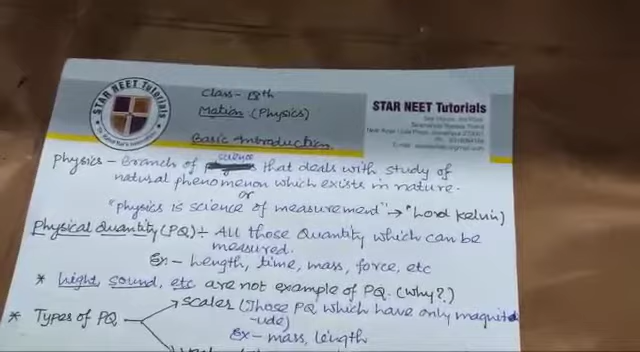 STAR NEET Tutorials
Class - 9th
Motion (Physics)
Basic Introduction
STAR NEET Tutorials
Physics - Branch of science that deals with study of
natural phenomenon which exists in nature.
or
"Physics is science of measurement" → "Lord Kelvin)
Physical Quantity (PQ) ÷ All those Quantity which can be
measured.
Ex - Length, time, mass, force, etc
* Light, sound, etc are not example of PQ. (Why?)
* Types of PQ
Scaler (Those PQ which have only magnit
-ude)
Ex - mass, length